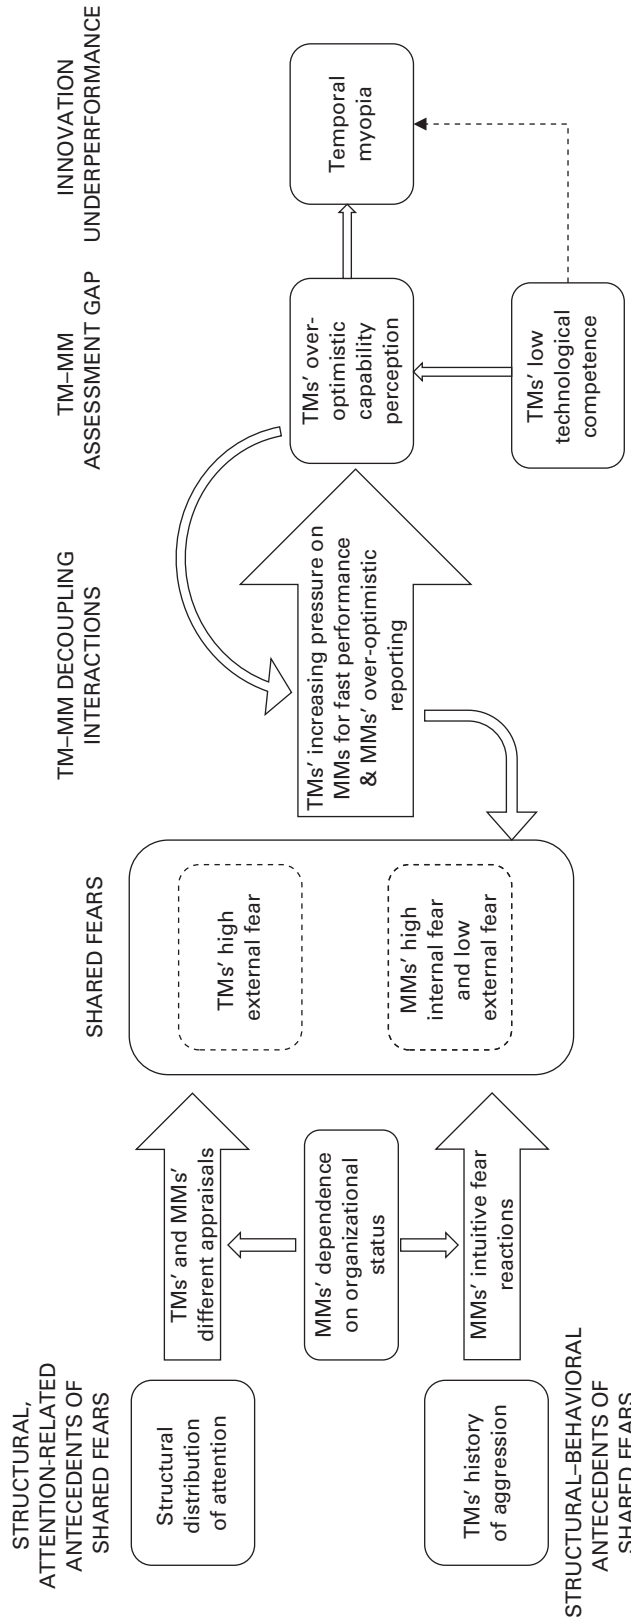 STRUCTURAL,
ATTENTION-RELATED
ANTECEDENTS OF
SHARED FEARS
SHARED FEARS
TM–MM DECOUPLING
INTERACTIONS
TM–MM
ASSESSMENT GAP
INNOVATION
UNDERPERFORMANCE
Structural
distribution
of attention
TMs’ and MMs’
different appraisals
TMs’ high
external fear
TMs’ increasing pressure on
MMs for fast performance
& MMs’ over-optimistic
reporting
TMs’ over-
optimistic
capability
perception
Temporal
myopia
MMs’ dependence
on organizational
status
TMs’ history
of aggression
MMs’ intuitive fear
reactions
MMs’ high
internal fear
and low
external fear
TMs’ low
technological
competence
STRUCTURAL–BEHAVIORAL
ANTECEDENTS OF
SHARED FEARS